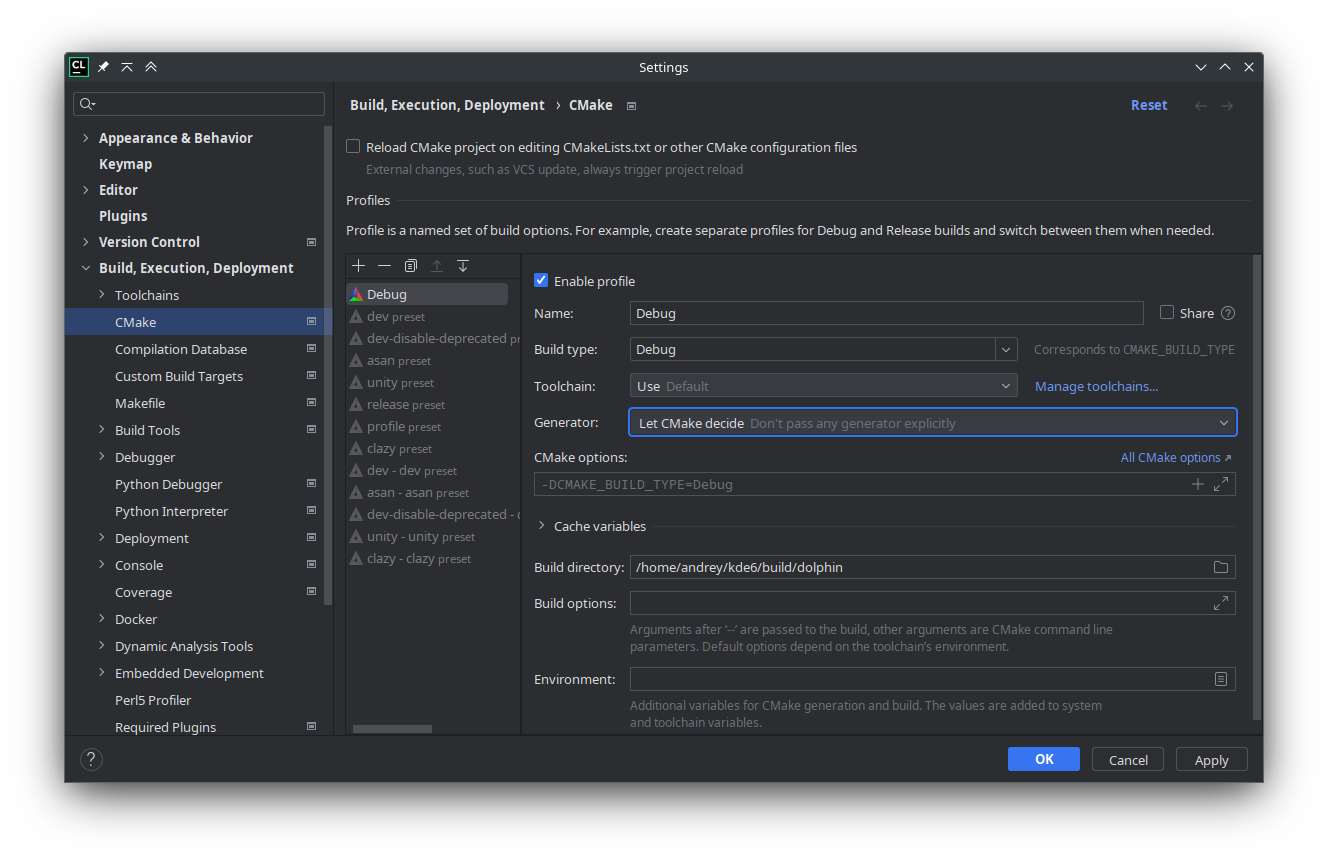 CL
Settings
Build, Execution, Deployment › CMake
Reset
Appearance & Behavior
Keymap
Editor
Plugins
Version Control
Build, Execution, Deployment
Toolchains
CMake
Compilation Database
Custom Build Targets
Makefile
Build Tools
Debugger
Python Debugger
Python Interpreter
Deployment
Console
Coverage
Docker
Dynamic Analysis Tools
Embedded Development
Perl5 Profiler
Required Plugins
Reload CMake project on editing CMakeLists.txt or other CMake configuration files
External changes, such as VCS update, always trigger project reload
Profiles
Profile is a named set of build options. For example, create separate profiles for Debug and Release builds and switch between them when needed.
Debug
dev preset
dev-disable-deprecated pr
asan preset
unity preset
release preset
profile preset
clazy preset
dev - dev preset
asan - asan preset
dev-disable-deprecated -
unity - unity preset
clazy - clazy preset
Enable profile
Name: Debug Share ?
Build type: Debug Corresponds to CMAKE_BUILD_TYPE
Toolchain: Use Default Manage toolchains...
Generator: Let CMake decide Don't pass any generator explicitly
CMake options: All CMake options ↗
-DCMAKE_BUILD_TYPE=Debug
Cache variables
Build directory: /home/andrey/kde6/build/dolphin
Build options:
Arguments after '--' are passed to the build, other arguments are CMake command line
parameters. Default options depend on the toolchain's environment.
Environment:
Additional variables for CMake generation and build. The values are added to system
and toolchain variables.
? OK Cancel Apply